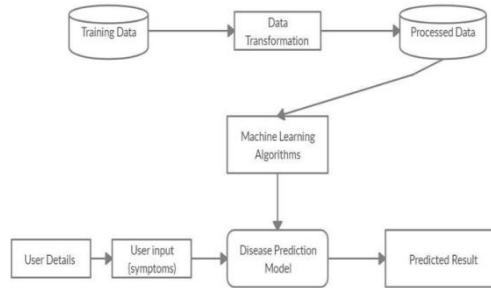 Training Data
Data
Transformation
Processed Data
Machine Learning
Algorithms
User Details
User input
(symptoms)
Disease Prediction
Model
Predicted Result